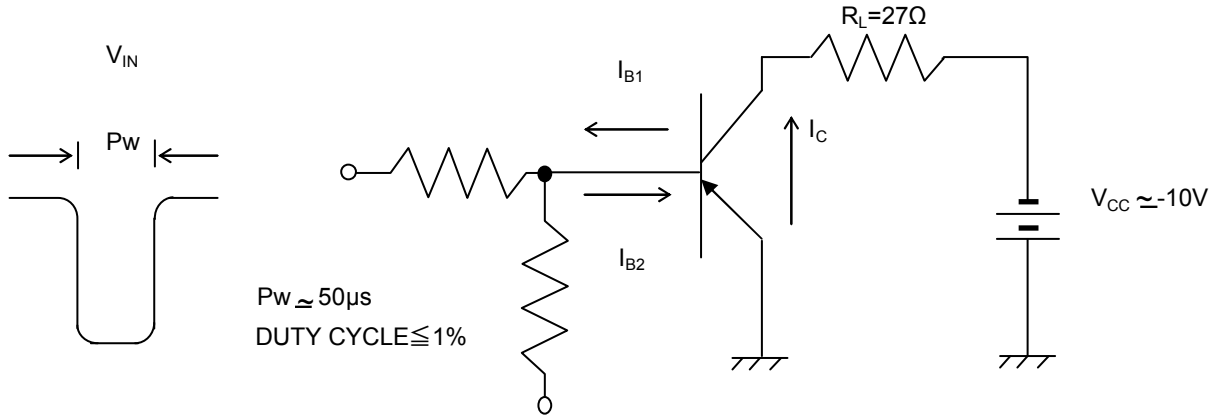 R_L=27Ω
V_IN
I_B1
Pw
I_C
V_CC ≃-10V
I_B2
Pw ≃ 50μs
DUTY CYCLE≦1%